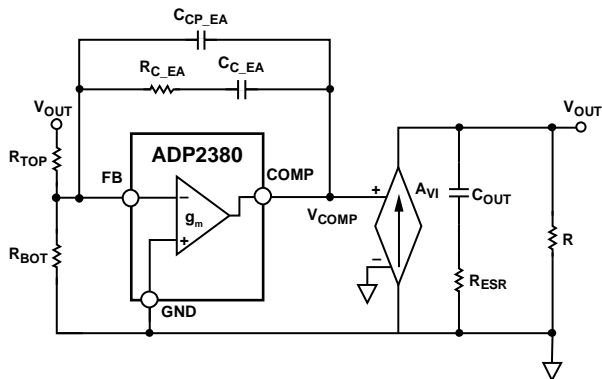 C_CP_EA
R_C_EA
C_C_EA
V_OUT
V_OUT
R_TOP
ADP2380
FB
COMP
A_VI
−
g_m
+
+
V_COMP
C_OUT
R
R_BOT
−
R_ESR
GND